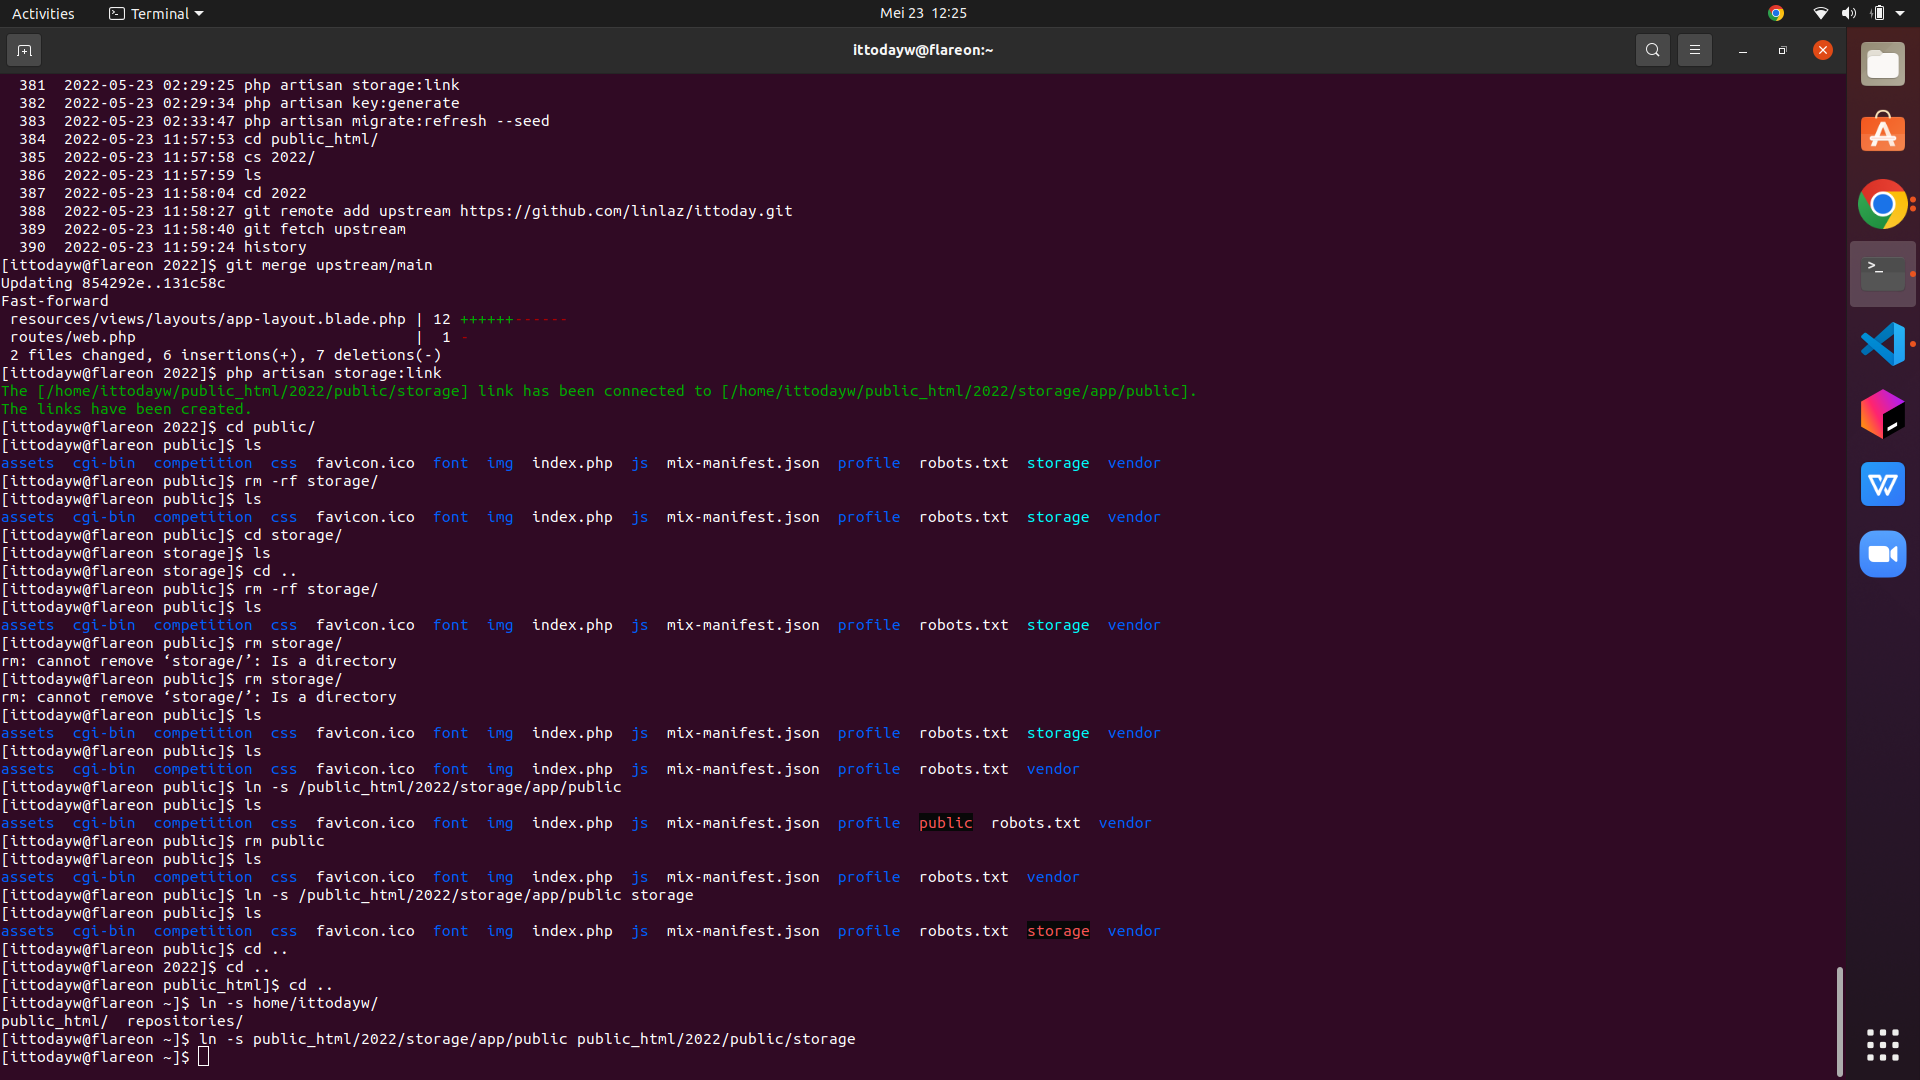 Activities
Terminal
Mei 23 12:25
ittodayw@flareon:~
381 2022-05-23 02:29:25 php artisan storage:link
382 2022-05-23 02:29:34 php artisan key:generate
383 2022-05-23 02:33:47 php artisan migrate:refresh --seed
384 2022-05-23 11:57:53 cd public_html/
385 2022-05-23 11:57:58 cs 2022/
386 2022-05-23 11:57:59 ls
387 2022-05-23 11:58:04 cd 2022
388 2022-05-23 11:58:27 git remote add upstream https://github.com/linlaz/ittoday.git
389 2022-05-23 11:58:40 git fetch upstream
390 2022-05-23 11:59:24 history
[ittodayw@flareon 2022]$ git merge upstream/main
Updating 854292e..131c58c
Fast-forward
resources/views/layouts/app-layout.blade.php | 12 ++++++------
routes/web.php | 1 -
2 files changed, 6 insertions(+), 7 deletions(-)
[ittodayw@flareon 2022]$ php artisan storage:link
The [/home/ittodayw/public_html/2022/public/storage] link has been connected to [/home/ittodayw/public_html/2022/storage/app/public].
The links have been created.
[ittodayw@flareon 2022]$ cd public/
[ittodayw@flareon public]$ ls
assets cgi-bin competition css favicon.ico font img index.php js mix-manifest.json profile robots.txt storage vendor
[ittodayw@flareon public]$ rm -rf storage/
[ittodayw@flareon public]$ ls
assets cgi-bin competition css favicon.ico font img index.php js mix-manifest.json profile robots.txt storage vendor
[ittodayw@flareon public]$ cd storage/
[ittodayw@flareon storage]$ ls
[ittodayw@flareon storage]$ cd ..
[ittodayw@flareon public]$ rm -rf storage/
[ittodayw@flareon public]$ ls
assets cgi-bin competition css favicon.ico font img index.php js mix-manifest.json profile robots.txt storage vendor
[ittodayw@flareon public]$ rm storage/
rm: cannot remove ‘storage/’: Is a directory
[ittodayw@flareon public]$ rm storage/
rm: cannot remove ‘storage/’: Is a directory
[ittodayw@flareon public]$ ls
assets cgi-bin competition css favicon.ico font img index.php js mix-manifest.json profile robots.txt storage vendor
[ittodayw@flareon public]$ ls
assets cgi-bin competition css favicon.ico font img index.php js mix-manifest.json profile robots.txt vendor
[ittodayw@flareon public]$ ln -s /public_html/2022/storage/app/public
[ittodayw@flareon public]$ ls
assets cgi-bin competition css favicon.ico font img index.php js mix-manifest.json profile public robots.txt vendor
[ittodayw@flareon public]$ rm public
[ittodayw@flareon public]$ ls
assets cgi-bin competition css favicon.ico font img index.php js mix-manifest.json profile robots.txt vendor
[ittodayw@flareon public]$ ln -s /public_html/2022/storage/app/public storage
[ittodayw@flareon public]$ ls
assets cgi-bin competition css favicon.ico font img index.php js mix-manifest.json profile robots.txt storage vendor
[ittodayw@flareon public]$ cd ..
[ittodayw@flareon 2022]$ cd ..
[ittodayw@flareon public_html]$ cd ..
[ittodayw@flareon ~]$ ln -s home/ittodayw/
public_html/ repositories/
[ittodayw@flareon ~]$ ln -s public_html/2022/storage/app/public public_html/2022/public/storage
[ittodayw@flareon ~]$